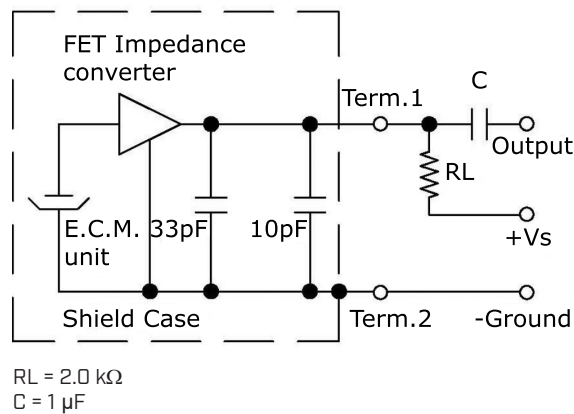 FET Impedance
converter
Term.1
C
Output
RL
+Vs
E.C.M.
unit
33pF
10pF
Shield Case
Term.2
-Ground
RL = 2.0 kΩ
C = 1 µF